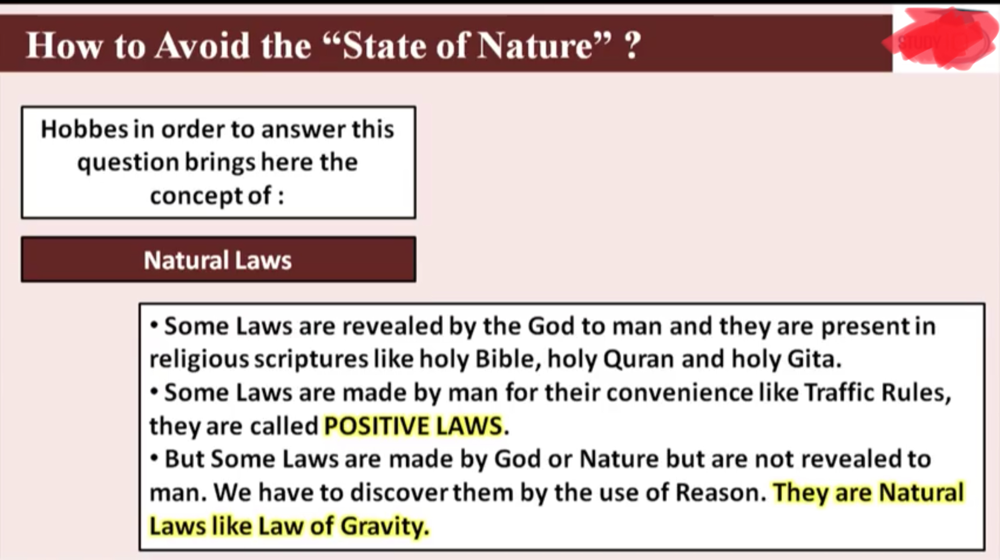 How to Avoid the “State of Nature” ?
Hobbes in order to answer this
question brings here the
concept of :
Natural Laws
• Some Laws are revealed by the God to man and they are present in
religious scriptures like holy Bible, holy Quran and holy Gita.
• Some Laws are made by man for their convenience like Traffic Rules,
they are called POSITIVE LAWS.
• But Some Laws are made by God or Nature but are not revealed to
man. We have to discover them by the use of Reason. They are Natural
Laws like Law of Gravity.